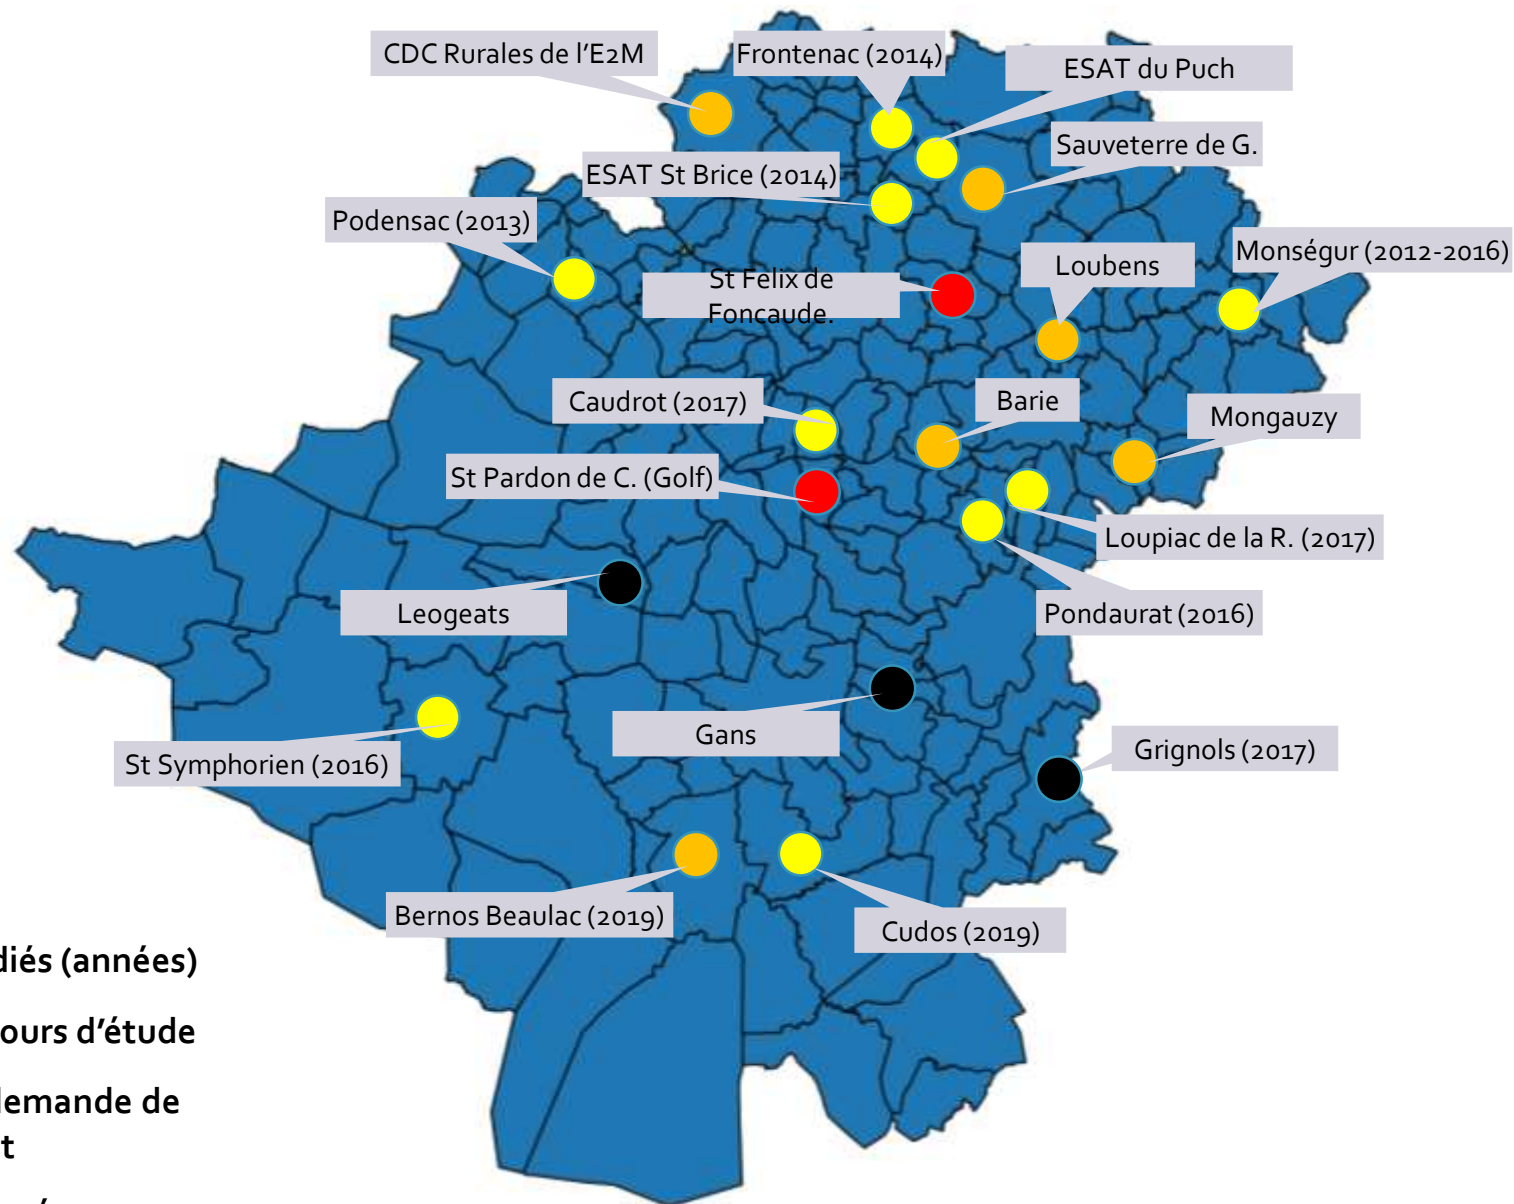 CDC Rurales de l'E2M
Frontenac (2014)
ESAT du Puch
Sauveterre de G.
ESAT St Brice (2014)
Podensac (2013)
Monségur (2012-2016)
Loubens
St Felix de
Foncaude.
Caudrot (2017)
Barie
Mongauzy
St Pardon de C. (Golf)
Loupiac de la R. (2017)
Leogeats
Pondaurat (2016)
Gans
Grignols (2017)
St Symphorien (2016)
Bernos Beaulac (2019)
Cudos (2019)
diés (années)
ours d'étude
demande de
t